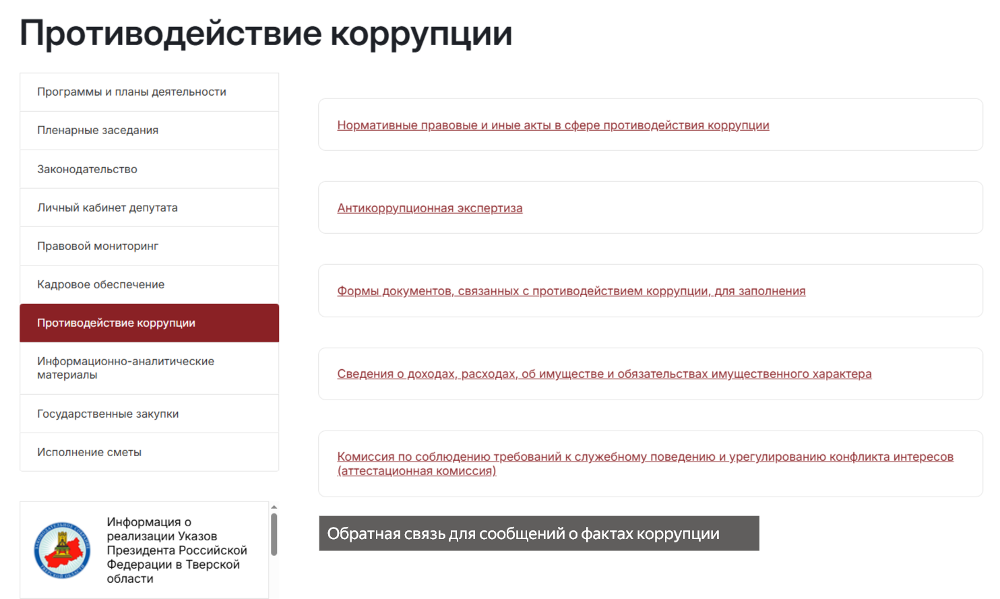 Противодействие коррупции
Программы и планы деятельности
Пленарные заседания
Законодательство
Личный кабинет депутата
Правовой мониторинг
Кадровое обеспечение
Противодействие коррупции
Информационно-аналитические
материалы
Государственные закупки
Исполнение сметы
Информация о
реализации Указов
Президента Российской
Федерации в Тверской
области
Нормативные правовые и иные акты в сфере противодействия коррупции
Антикоррупционная экспертиза
Формы документов, связанных с противодействием коррупции, для заполнения
Сведения о доходах, расходах, об имуществе и обязательствах имущественного характера
Комиссия по соблюдению требований к служебному поведению и урегулированию конфликта интересов
(аттестационная комиссия)
Обратная связь для сообщений о фактах коррупции